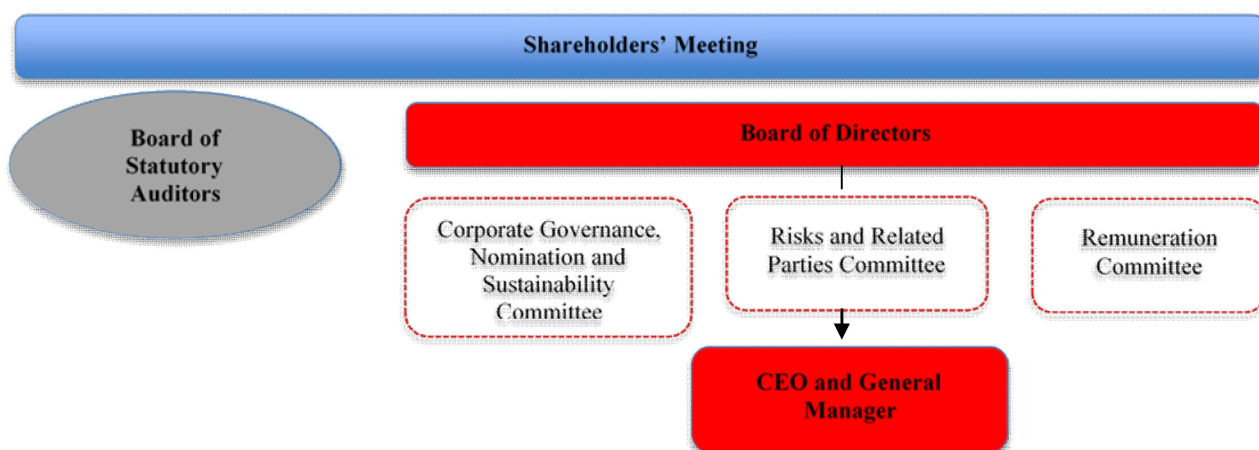 Shareholders’ Meeting
Board of
Statutory
Auditors
Board of Directors
Corporate Governance,
Nomination and
Sustainability
Committee
Risks and Related
Parties Committee
Remuneration
Committee
CEO and General
Manager